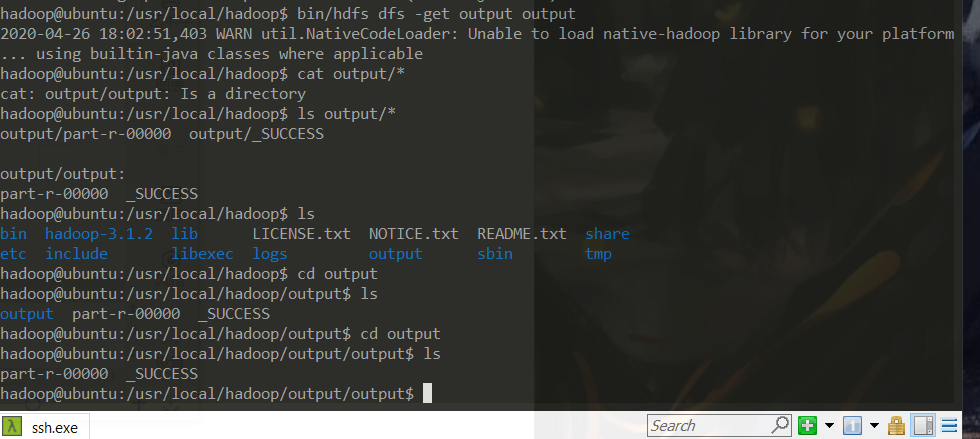 hadoop@ubuntu:/usr/local/hadoop$ bin/hdfs dfs -get output output
2020-04-26 18:02:51,403 WARN util.NativeCodeLoader: Unable to load native-hadoop library for your platform
... using builtin-java classes where applicable
hadoop@ubuntu:/usr/local/hadoop$ cat output/*
cat: output/output: Is a directory
hadoop@ubuntu:/usr/local/hadoop$ ls output/*
output/part-r-00000  output/_SUCCESS

output/output:
part-r-00000  _SUCCESS
hadoop@ubuntu:/usr/local/hadoop$ ls
bin  hadoop-3.1.2  lib      LICENSE.txt  NOTICE.txt  README.txt  share
etc  include       libexec  logs         output      sbin        tmp
hadoop@ubuntu:/usr/local/hadoop$ cd output
hadoop@ubuntu:/usr/local/hadoop/output$ ls
output  part-r-00000  _SUCCESS
hadoop@ubuntu:/usr/local/hadoop/output$ cd output
hadoop@ubuntu:/usr/local/hadoop/output/output$ ls
part-r-00000  _SUCCESS
hadoop@ubuntu:/usr/local/hadoop/output/output$
λ ssh.exe Search 1